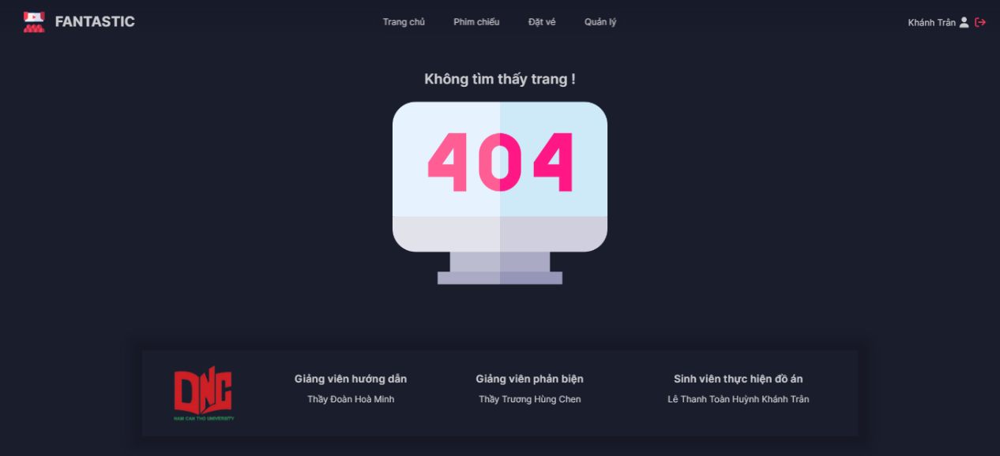 FANTASTIC
Trang chủ
Phim chiếu
Đặt vé
Quản lý
Khánh Trân
Không tìm thấy trang !
404
DNC
NAM CAN THO UNIVERSITY
Giảng viên hướng dẫn
Giảng viên phản biện
Sinh viên thực hiện đồ án
Thầy Đoàn Hoà Minh
Thầy Trương Hùng Chen
Lê Thanh Toàn Huỳnh Khánh Trân